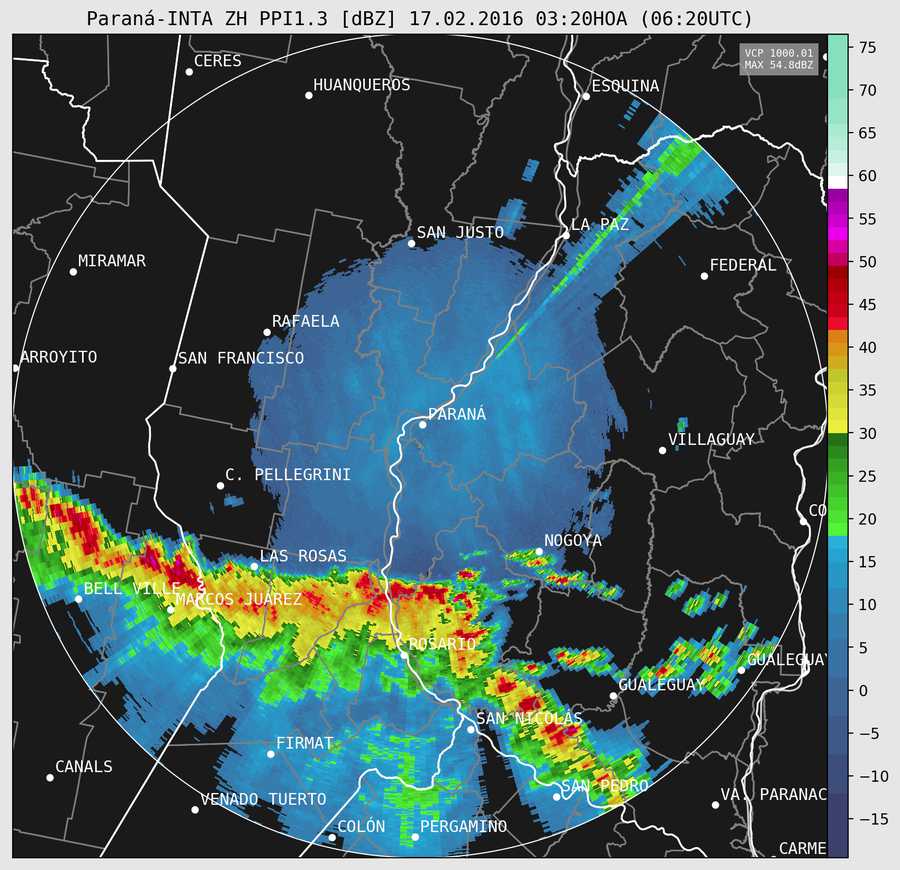 Paraná-INTA ZH PPI1.3 [dBZ] 17.02.2016 03:20HOA (06:20UTC)
VCP 1000.01
MAX 54.8dBZ
75
CERES
HUANQUEROS
ESQUINA
70
65
60
SAN JUSTO
LA PAZ
55
MIRAMAR
FEDERAL
50
RAFAELA
45
ARROYITO
SAN FRANCISCO
40
35
PARANÁ
VILLAGUAY
30
C. PELLEGRINI
25
CO
20
NOGOYA
LAS ROSAS
15
BELL VILLE
MARCOS JUÁREZ
10
ROSARIO
5
GUALEGUAY
GUALEGUAY
0
SAN NICOLAS
−5
FIRMAT
CANALS
−10
SAN PEDRO
VENADO TUERTO
VA. PARANAC
−15
COLÓN
PERGAMINO
CARME